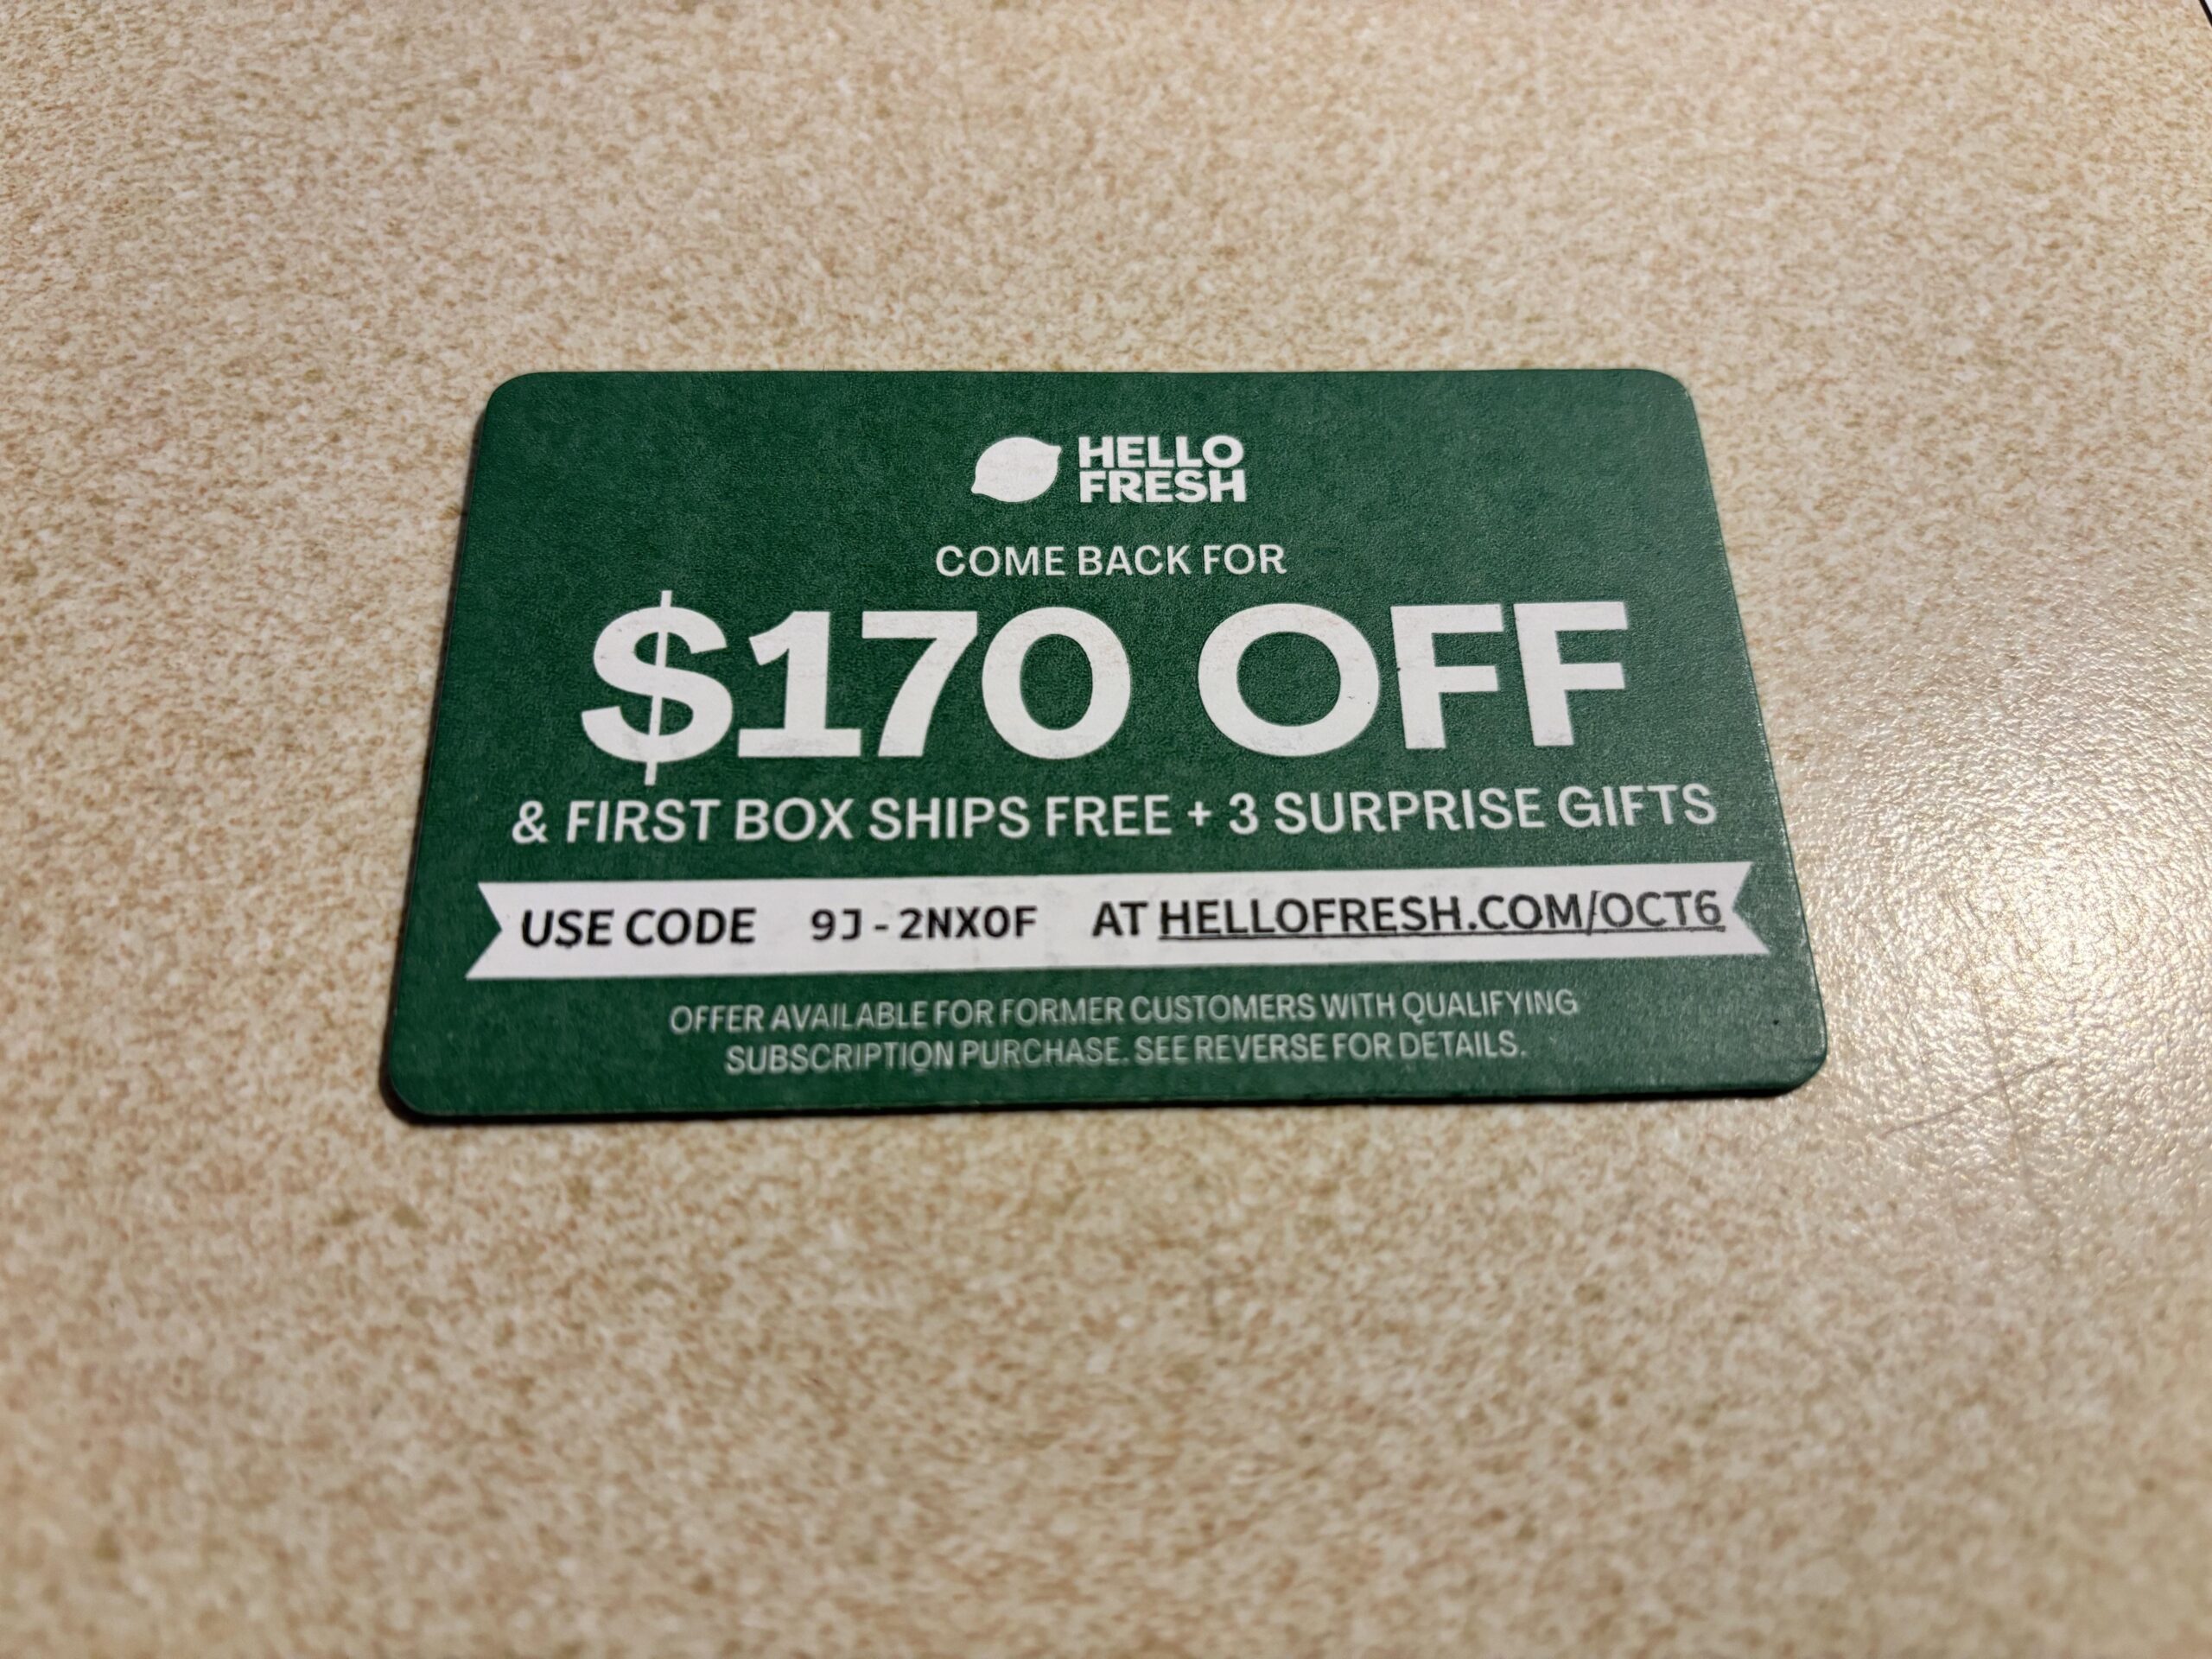 HELLO
FRESH
COME BACK FOR
$170 OFF
& FIRST BOX SHIPS FREE + 3 SURPRISE GIFTS
USE CODE 9J-2NXOF AT HELLOFRESH.COM/OCT6
OFFER AVAILABLE FOR FORMER CUSTOMERS WITH QUALIFYING
SUBSCRIPTION PURCHASE. SEE REVERSE FOR DETAILS.